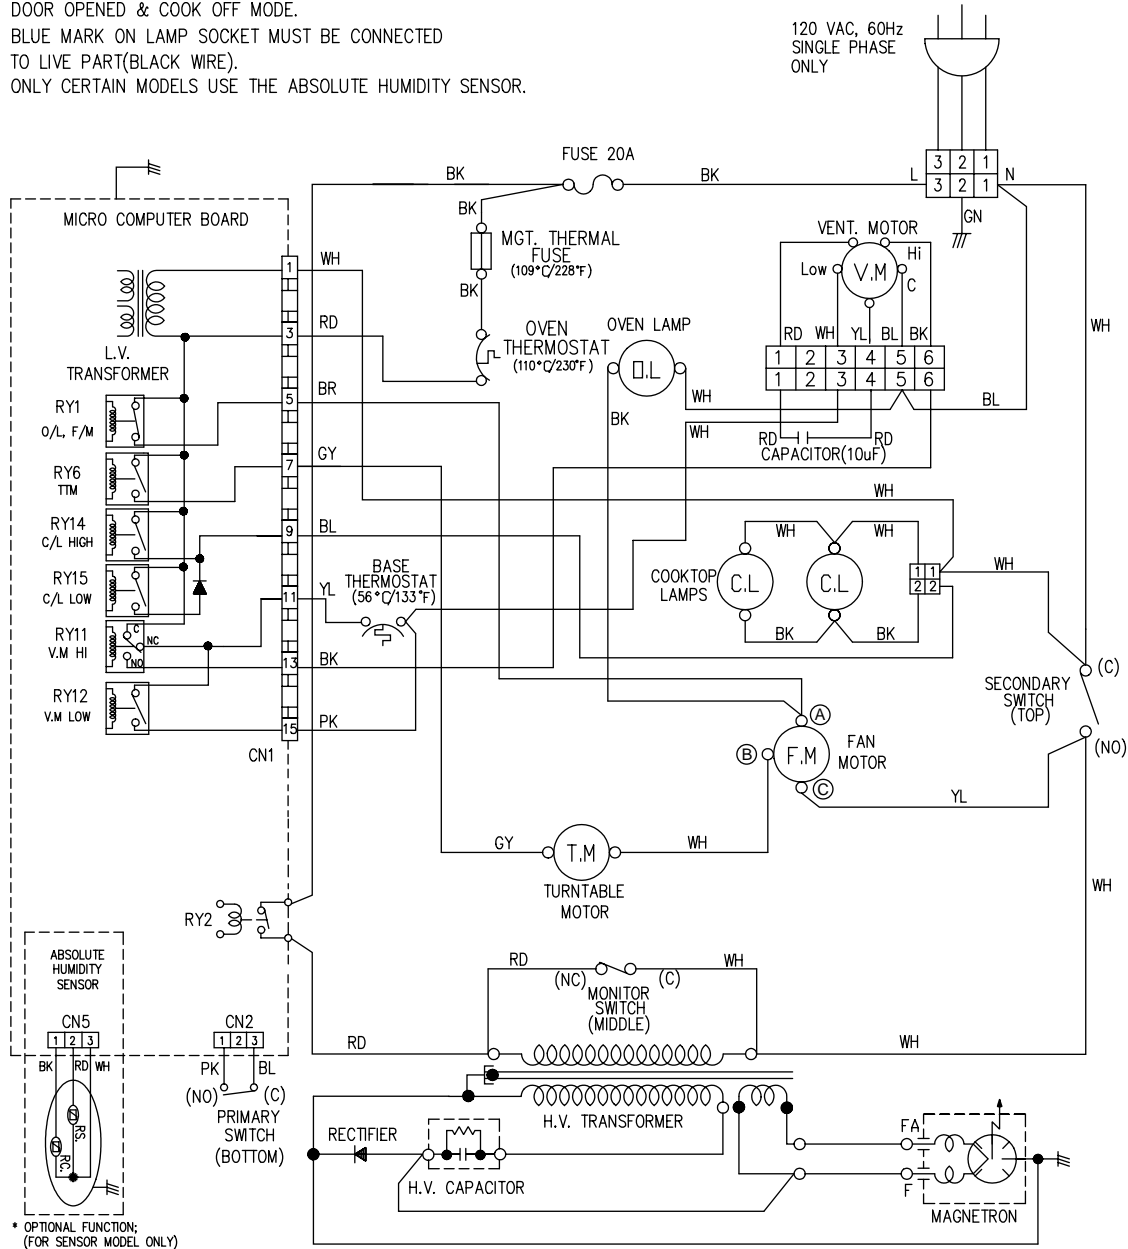 DOOR OPENED & COOK OFF MODE.
BLUE MARK ON LAMP SOCKET MUST BE CONNECTED
TO LIVE PART(BLACK WIRE).
ONLY CERTAIN MODELS USE THE ABSOLUTE HUMIDITY SENSOR.
120 VAC, 60Hz
SINGLE PHASE
ONLY
FUSE 20A
BK
BK
L
3 2 1
3 2 1
N
GN
MICRO COMPUTER BOARD
BK
MGT. THERMAL
FUSE
(109°C/228°F)
BK
OVEN
THERMOSTAT
(110°C/230°F)
VENT. MOTOR
Low
V.M
Hi
C
RD WH YL BL BK
1 2 3 4 5 6
1 2 3 4 5 6
RD
RD
CAPACITOR(10uF)
BL
WH
OVEN LAMP
O.L
WH
BK
WH
L.V.
TRANSFORMER
1
WH
3
RD
5
BR
7
GY
9
BL
11
YL
13
BK
15
PK
CN1
RY1
O/L, F/M
RY6
TTM
RY14
C/L HIGH
RY15
C/L LOW
RY11
V.M HI
C
NC
NO
RY12
V.M LOW
BASE
THERMOSTAT
(56°C/133°F)
WH
WH
WH
COOKTOP
LAMPS
C.L
C.L
BK
BK
1 1
2 2
WH
SECONDARY
SWITCH
(TOP)
(C)
(NO)
A
B
F.M
C
FAN
MOTOR
YL
GY
T.M
WH
TURNTABLE
MOTOR
WH
RY2
ABSOLUTE
HUMIDITY
SENSOR
CN5
1 2 3
BK
RD
WH
RS.
RC.
* OPTIONAL FUNCTION;
(FOR SENSOR MODEL ONLY)
CN2
1 2 3
PK
BL
(NO)
(C)
PRIMARY
SWITCH
(BOTTOM)
RD
WH
(NC)
(C)
MONITOR
SWITCH
(MIDDLE)
RD
WH
H.V. TRANSFORMER
RECTIFIER
H.V. CAPACITOR
FA
F
MAGNETRON